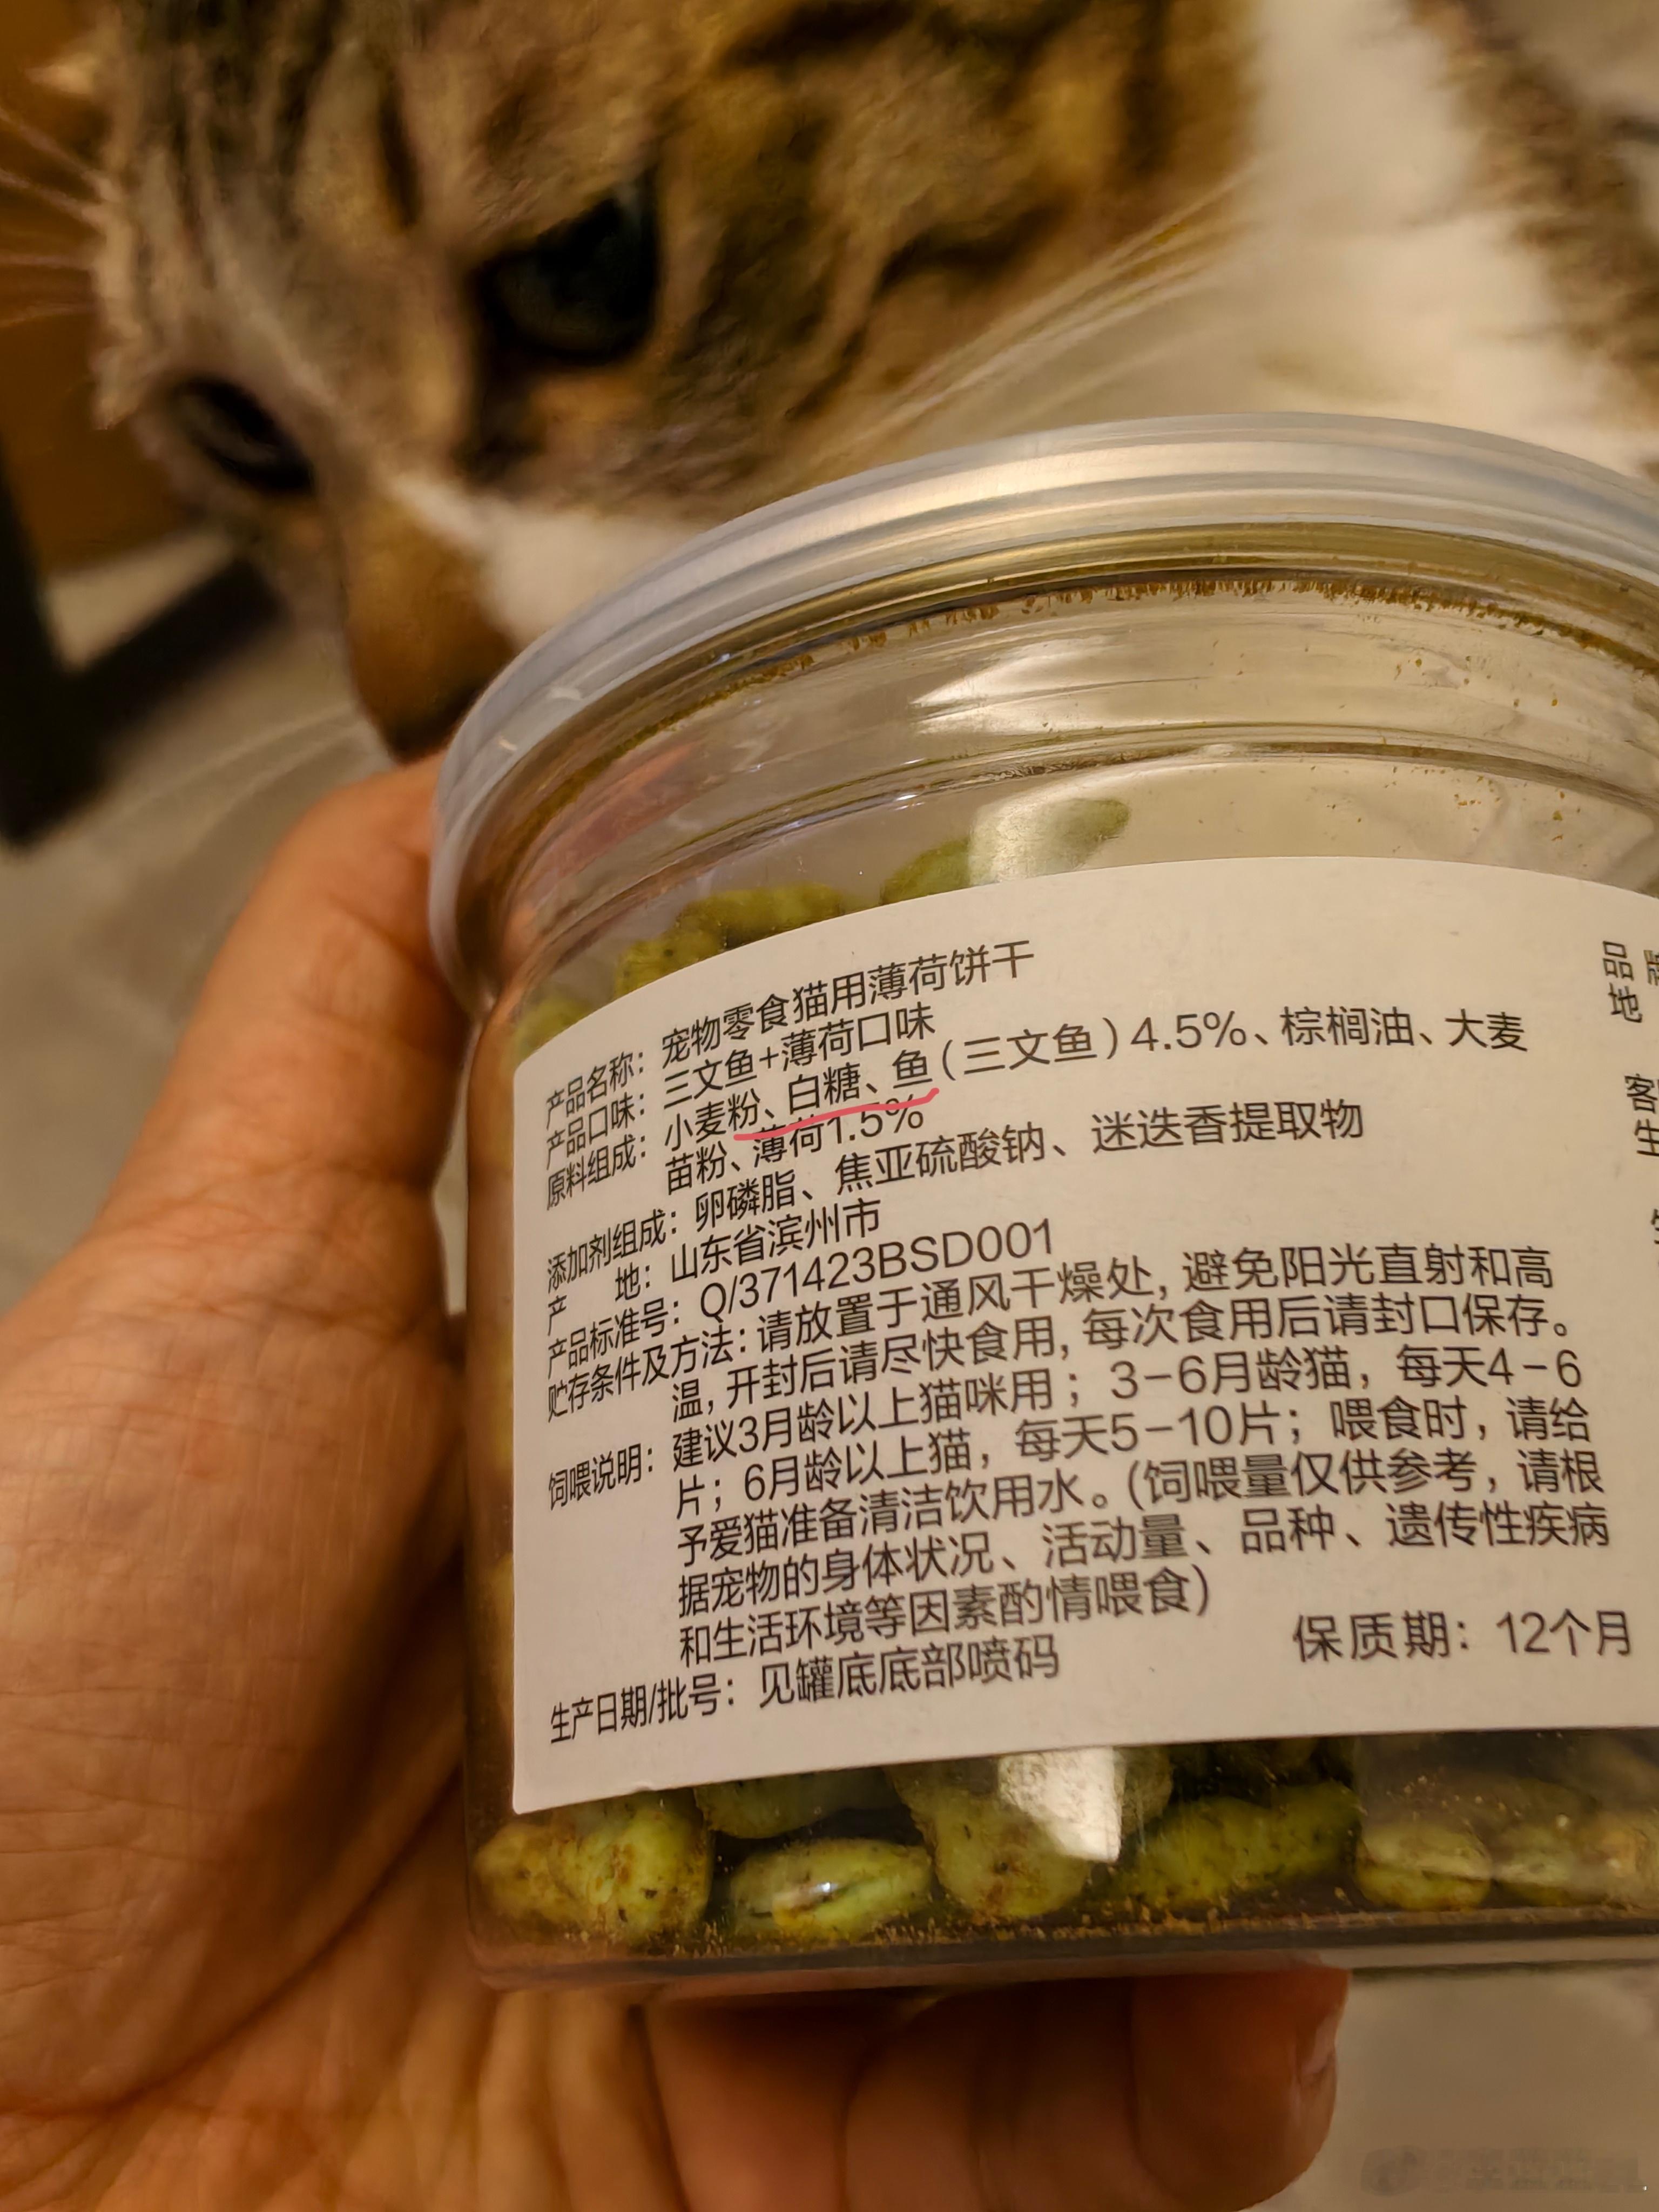 产品名称：宠物零食猫用薄荷饼干
产品口味：三文鱼+薄荷口味
原料组成：小麦粉、白糖、鱼（三文鱼）4.5%、棕榈油、大麦
苗粉、薄荷1.5%
添加剂组成：卵磷脂、焦亚硫酸钠、迷迭香提取物
产 地：山东省滨州市
产品标准号：Q/371423BSD001
贮存条件及方法：请放置于通风干燥处，避免阳光直射和高
温，开封后请尽快食用，每次食用后请封口保存。
饲喂说明：建议3月龄以上猫咪用；3-6月龄猫，每天4-6
片；6月龄以上猫，每天5-10片；喂食时，请给
予爱猫准备清洁饮用水。（饲喂量仅供参考，请根
据宠物的身体状况、活动量、品种、遗传性疾病
和生活环境等因素酌情喂食）
生产日期/批号：见罐底底部喷码 保质期：12个月
品牌
地
客
生